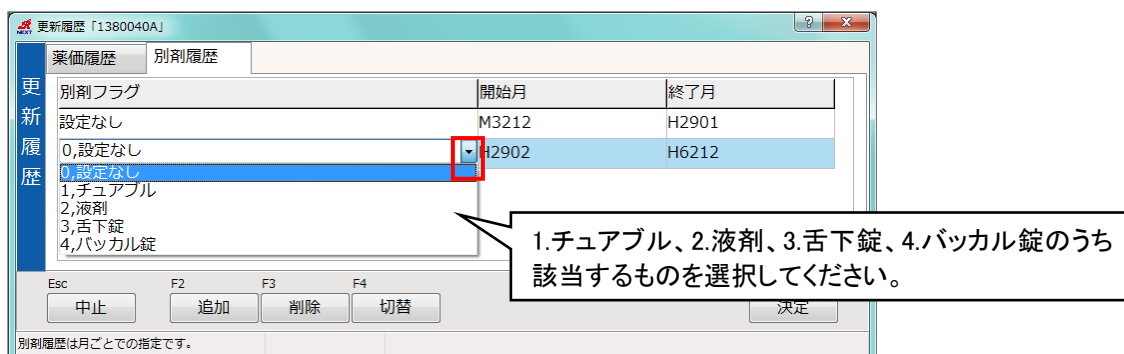 NEXT 更新履歴「1380040A」
薬価履歴 別剤履歴
更新履歴
別剤フラグ 開始月 終了月
設定なし M3212 H2901
0,設定なし H2902 H6212
0,設定なし
1,チュアブル
2,液剤
3,舌下錠
4,バッカル錠
1.チュアブル、2.液剤、3.舌下錠、4.バッカル錠のうち
該当するものを選択してください。
Esc F2 F3 F4
中止 追加 削除 切替 決定
別剤履歴は月ごとでの指定です。